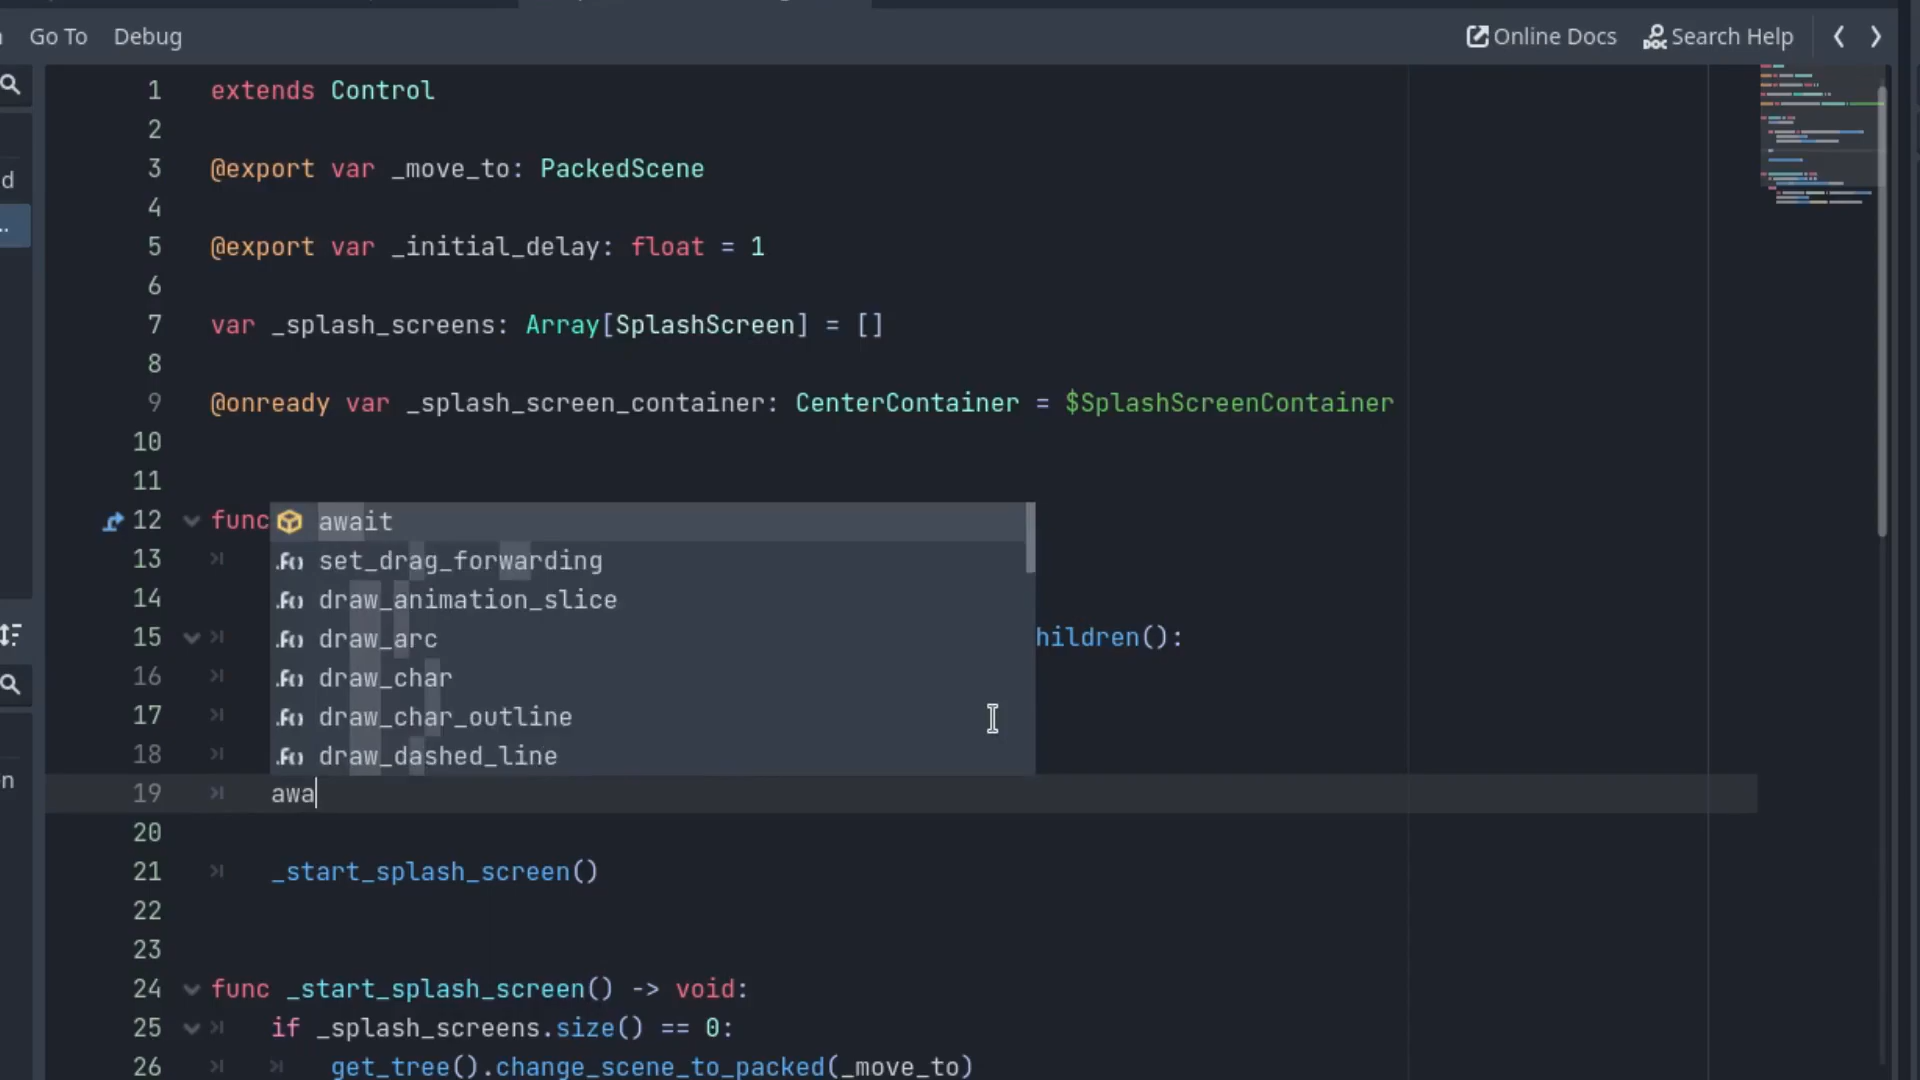 Go To Debug Online Docs Search Help
1 extends Control
2
3 @export var _move_to: PackedScene
4
5 @export var _initial_delay: float = 1
6
7 var _splash_screens: Array[SplashScreen] = []
8
9 @onready var _splash_screen_container: CenterContainer = $SplashScreenContainer
10
11
12 func await
13 set_drag_forwarding
14 draw_animation_slice
15 draw_arc hildren():
16 draw_char
17 draw_char_outline
18 draw_dashed_line
19 awa
20
21 _start_splash_screen()
22
23
24 func _start_splash_screen() -> void:
25 if _splash_screens.size() == 0:
26 get_tree().change_scene_to_packed(_move_to)